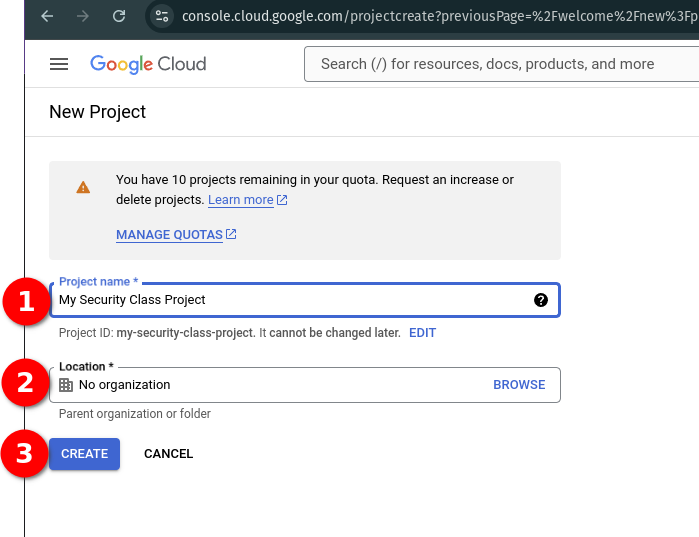 console.cloud.google.com/projectcreate?previousPage=%2Fwelcome%2Fnew%3Fp
Google Cloud
Search (/) for resources, docs, products, and more
New Project
You have 10 projects remaining in your quota. Request an increase or
delete projects. Learn more
MANAGE QUOTAS
Project name *
1
My Security Class Project
?
Project ID: my-security-class-project. It cannot be changed later. EDIT
Location *
2
No organization
BROWSE
Parent organization or folder
3
CREATE
CANCEL